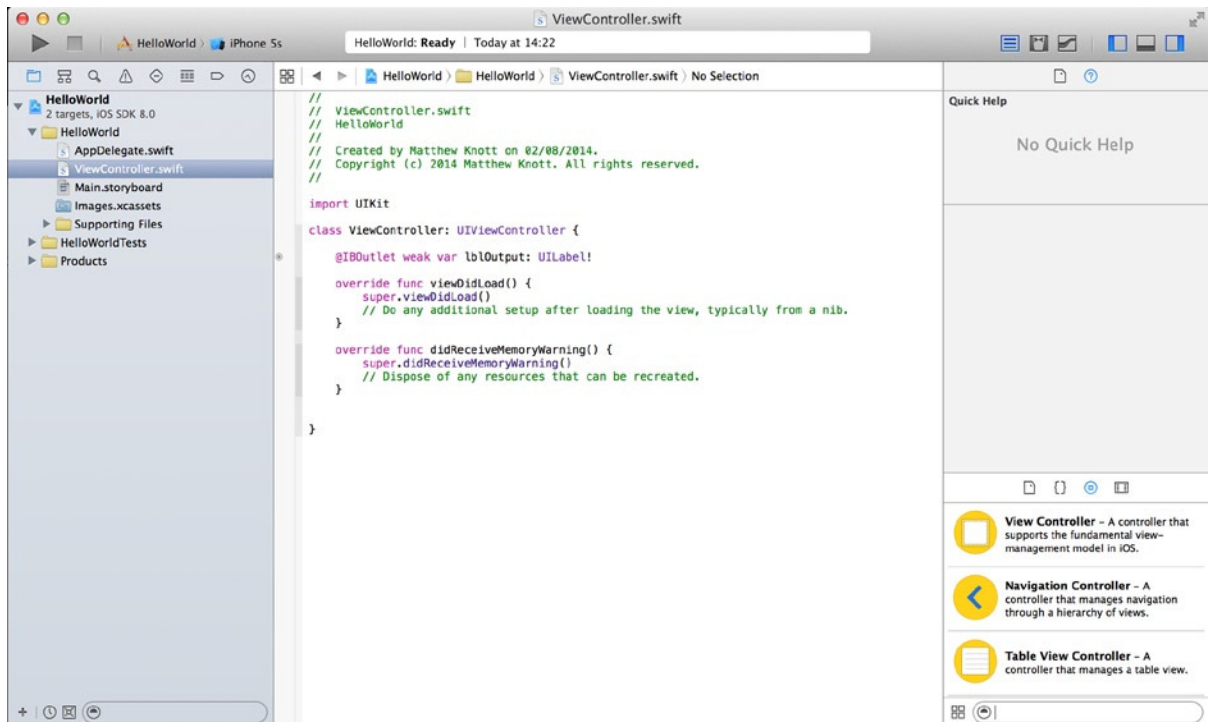 ViewController.swift
HelloWorld 〉 iPhone 5s
HelloWorld: Ready | Today at 14:22
HelloWorld 〉 HelloWorld 〉 ViewController.swift 〉 No Selection
HelloWorld
2 targets, iOS SDK 8.0
HelloWorld
AppDelegate.swift
ViewController.swift
Main.storyboard
Images.xcassets
Supporting Files
HelloWorldTests
Products
//
//  ViewController.swift
//  HelloWorld
//
//  Created by Matthew Knott on 02/08/2014.
//  Copyright (c) 2014 Matthew Knott. All rights reserved.
//
import UIKit
class ViewController: UIViewController {
@IBOutlet weak var lblOutput: UILabel!
override func viewDidLoad() {
super.viewDidLoad()
// Do any additional setup after loading the view, typically from a nib.
}
override func didReceiveMemoryWarning() {
super.didReceiveMemoryWarning()
// Dispose of any resources that can be recreated.
}
}
Quick Help
No Quick Help
View Controller – A controller that
supports the fundamental view-
management model in iOS.
Navigation Controller – A
controller that manages navigation
through a hierarchy of views.
Table View Controller – A
controller that manages a table view.